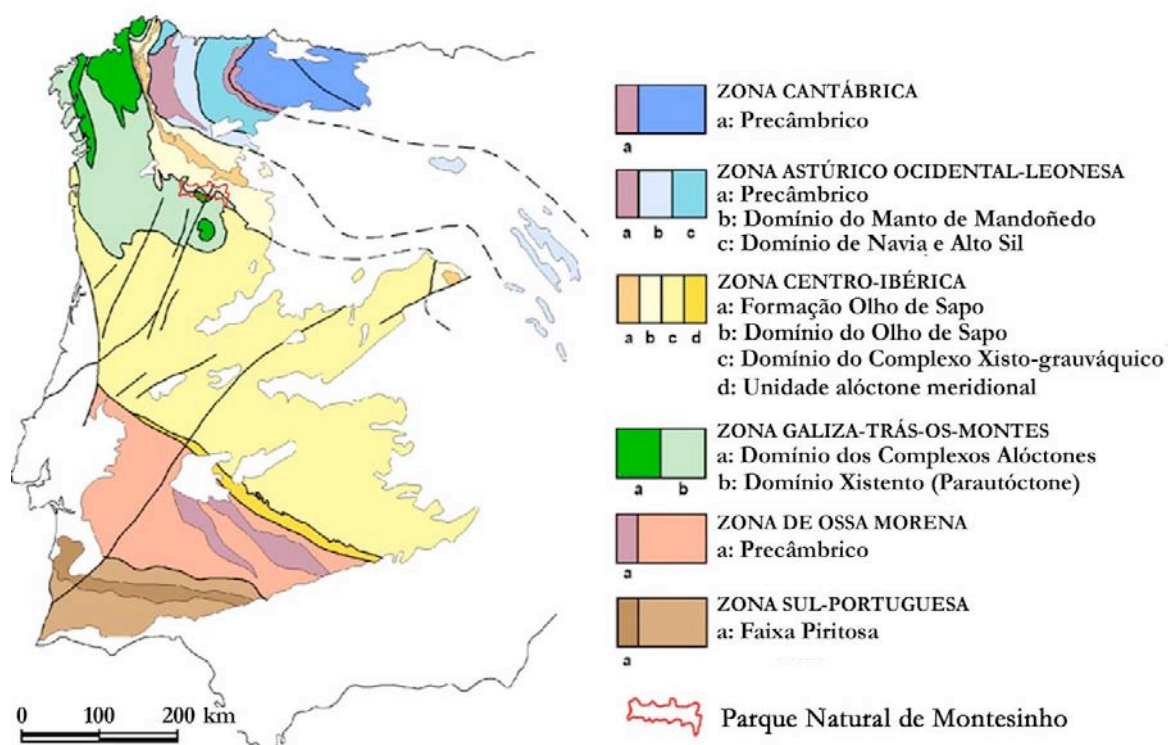 ZONA CANTÁBRICA
a: Precâmbrico
a
ZONA ASTÚRICO OCIDENTAL-LEONESA
a: Precâmbrico
b: Domínio do Manto de Mandoñedo
c: Domínio de Navia e Alto Sil
a b c
ZONA CENTRO-IBÉRICA
a: Formação Olho de Sapo
b: Domínio do Olho de Sapo
c: Domínio do Complexo Xisto-grauváquico
d: Unidade alóctone meridional
a b c d
ZONA GALIZA-TRÁS-OS-MONTES
a: Domínio dos Complexos Alóctones
b: Domínio Xistento (Parautóctone)
a b
ZONA DE OSSA MORENA
a: Precâmbrico
a
ZONA SUL-PORTUGUESA
a: Faixa Piritosa
a
Parque Natural de Montesinho
0 100 200 km